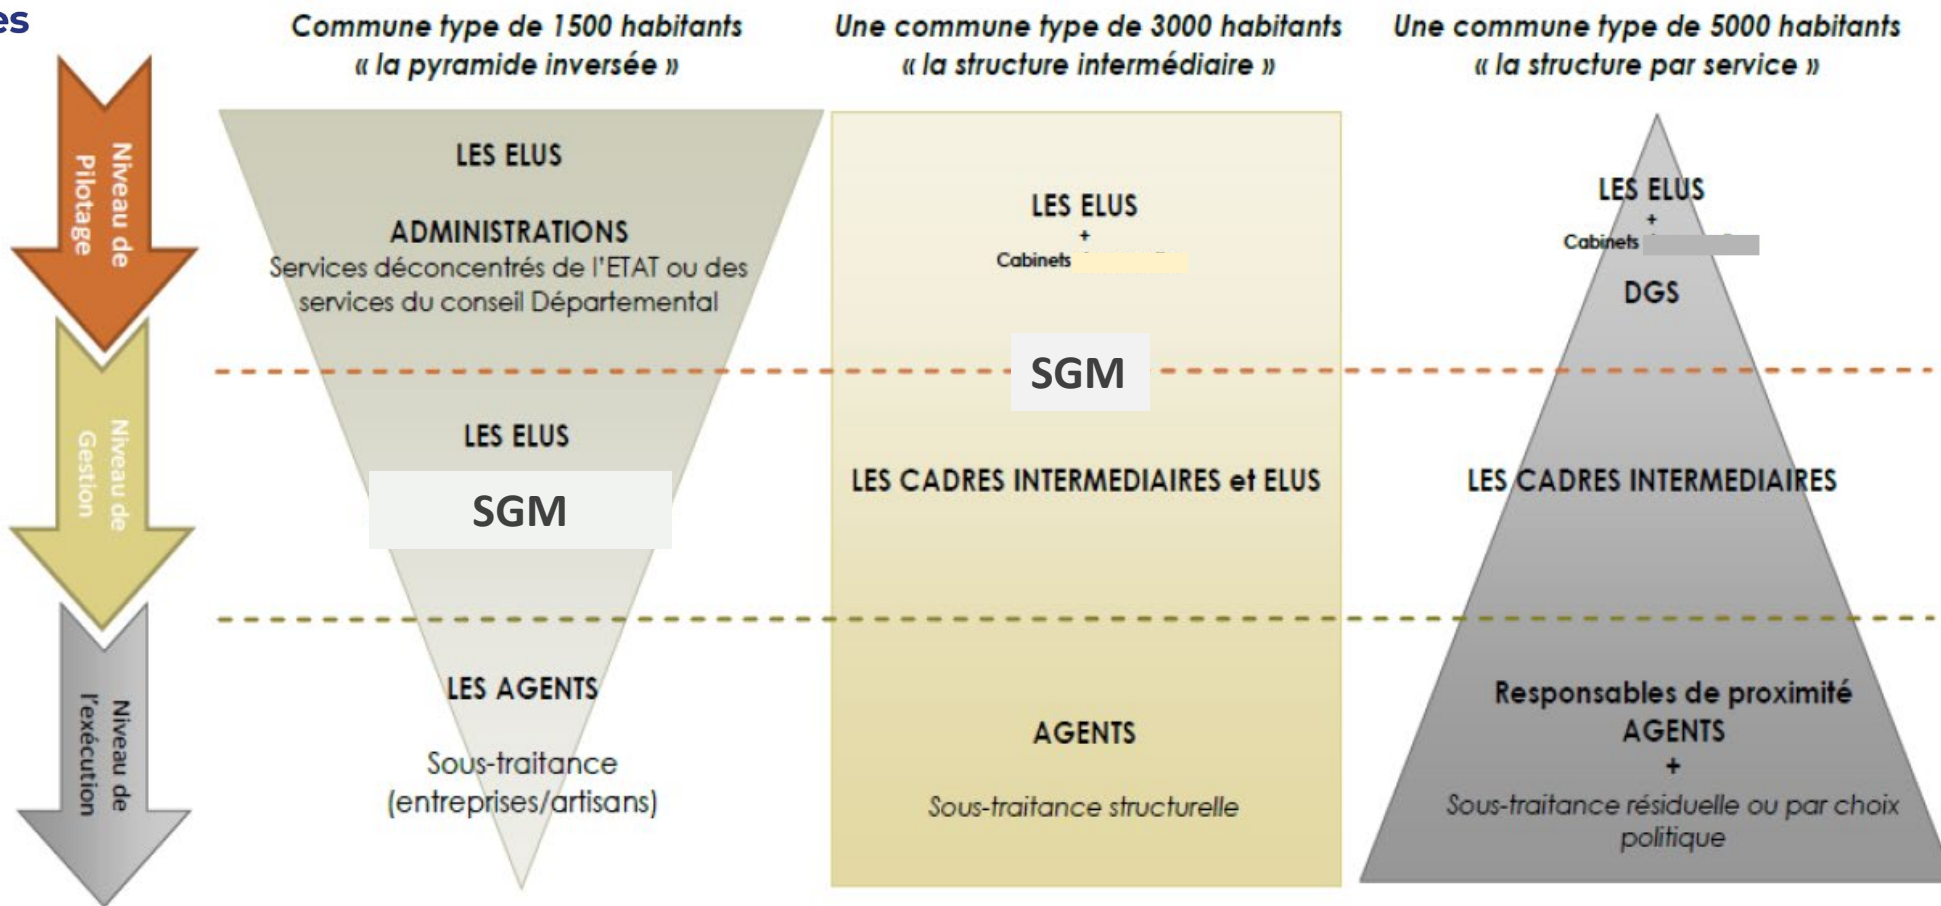 es
Commune type de 1500 habitants
« la pyramide inversée »
Une commune type de 3000 habitants
« la structure intermédiaire »
Une commune type de 5000 habitants
« la structure par service »
Niveau de
Pilotage
LES ELUS
ADMINISTRATIONS
Services déconcentrés de l'ETAT ou des
services du conseil Départemental
LES ELUS
+
Cabinets
SGM
LES ELUS
+
Cabinets
DGS
Niveau de
Gestion
LES ELUS
SGM
LES CADRES INTERMEDIAIRES et ELUS
LES CADRES INTERMEDIAIRES
Niveau de
l'exécution
LES AGENTS
Sous-traitance
(entreprises/artisans)
AGENTS
Sous-traitance structurelle
Responsables de proximité
AGENTS
+
Sous-traitance résiduelle ou par choix
politique